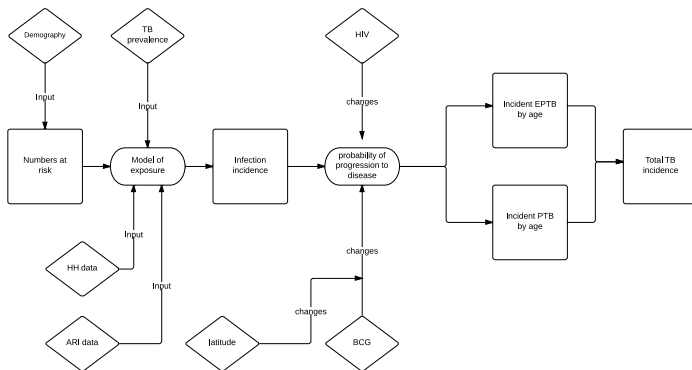 Demography
TB
prevalence
HIV
Input
Input
changes
Incident EPTB
by age
Numbers at
risk
Model of
exposure
Infection
incidence
probability of
progression to
disease
Total TB
incidence
Incident PTB
by age
Input
changes
HH data
Input
changes
ARI data
latitude
BCG